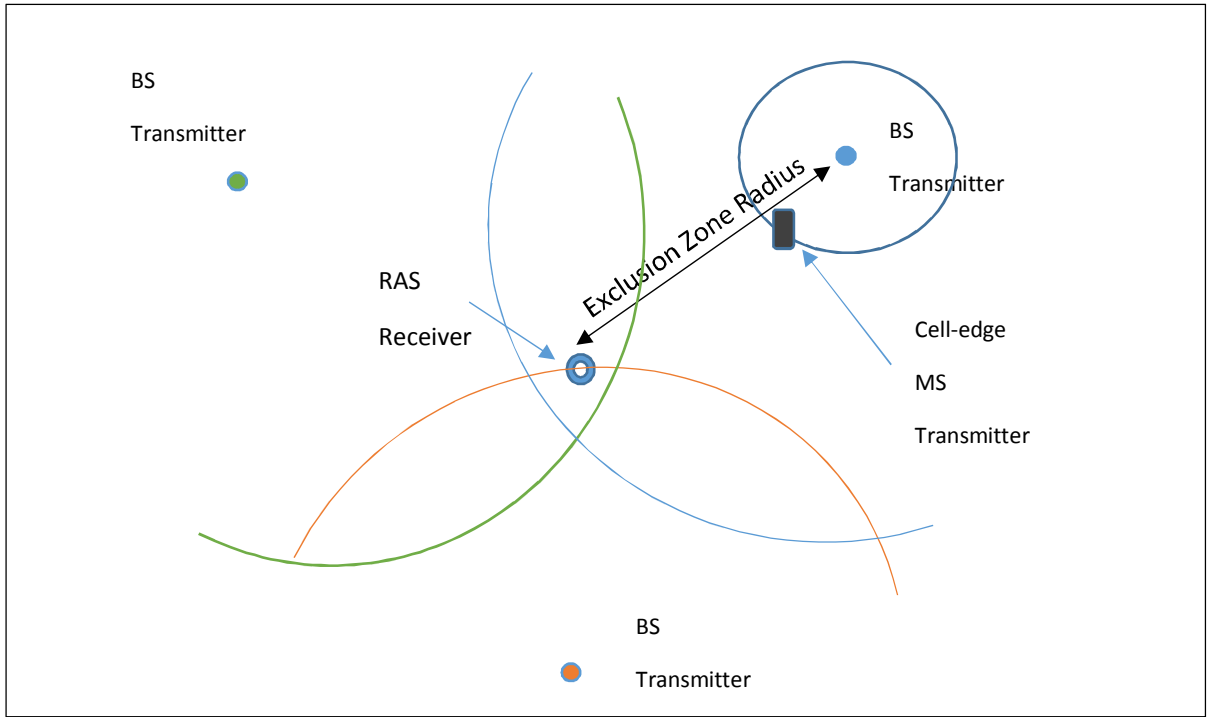 BS
Transmitter
BS
Transmitter
Exclusion Zone Radius
RAS
Receiver
Cell-edge
MS
Transmitter
BS
Transmitter